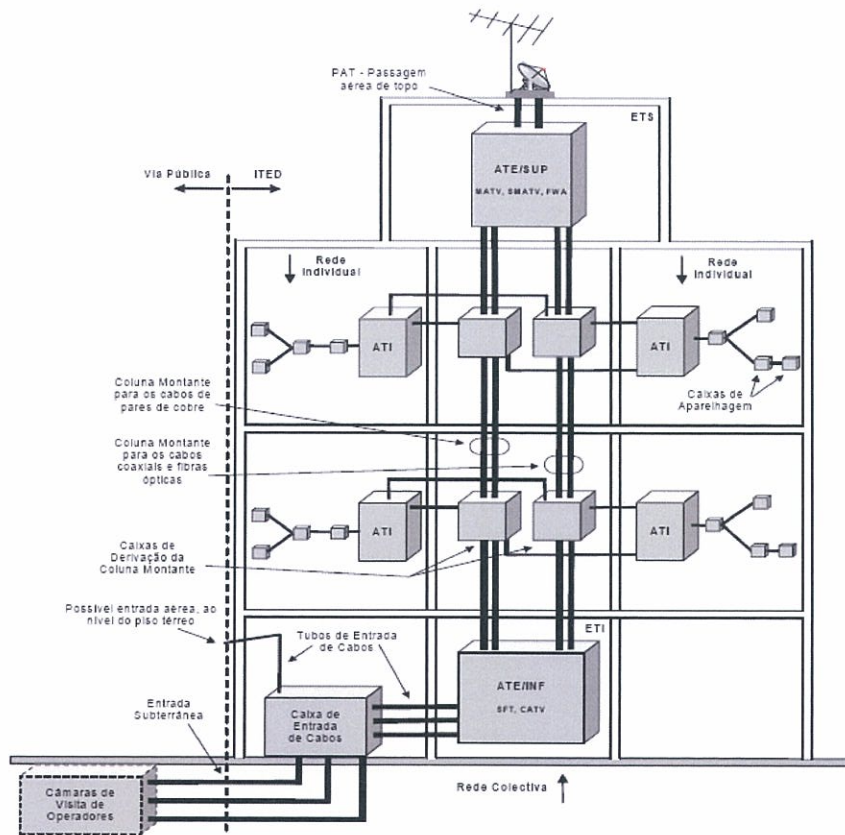 PAT - Passagem
aérea de topo
ETS
ATE/SUP
MATV, SMATV, FWA
Via Pública
ITED
Rede
Individual
Rede
Individual
ATI
ATI
Coluna Montante
para os cabos de
pares de cobre
Caixas de
Aparelhagem
Coluna Montante
para os cabos
coaxiais e fibras
ópticas
ATI
ATI
Caixas de
Derivação da
Coluna Montante
Possível entrada aérea, ao
nível do piso térreo
ETI
Tubos de Entrada
de Cabos
ATE/INF
SFT, CATV
Entrada
Subterrânea
Caixa de
Entrada
de Cabos
Câmaras de
Visita de
Operadores
Rede Colectiva